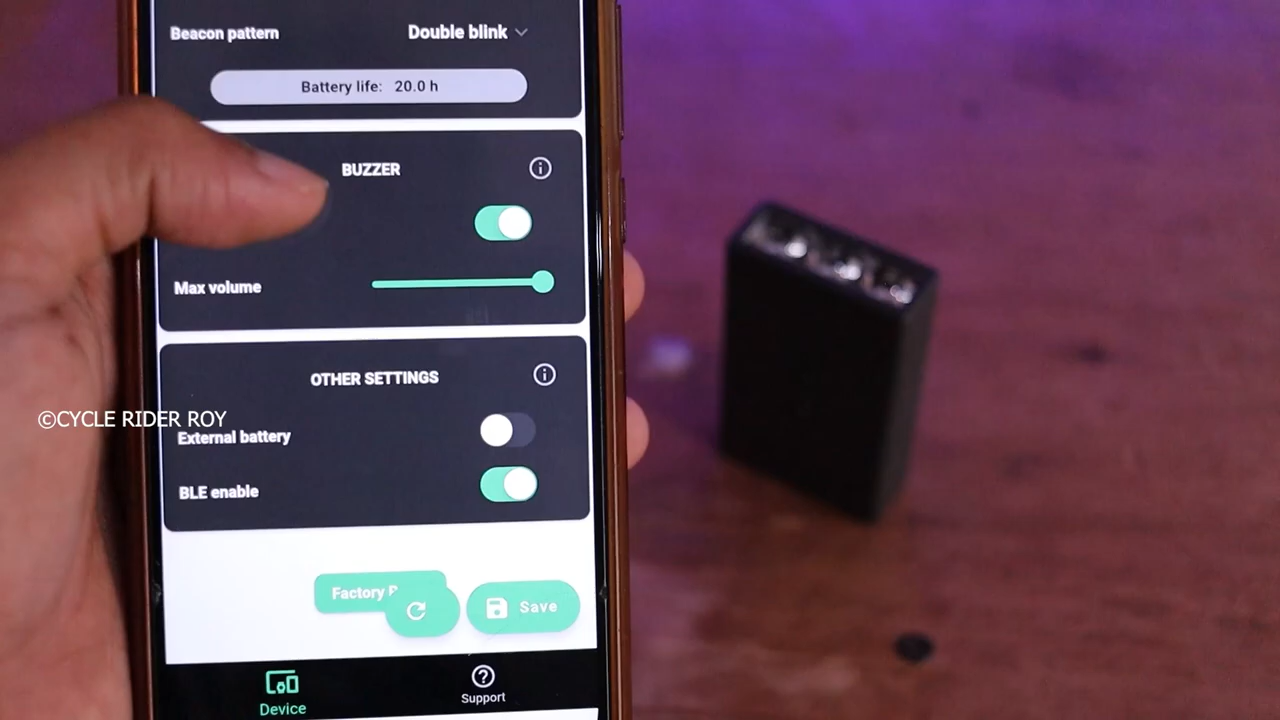 Beacon pattern Double blink
Battery life: 20.0 h
BUZZER
Max volume
OTHER SETTINGS
©CYCLE RIDER ROY
External battery
BLE enable
Factory
Save
Device
Support